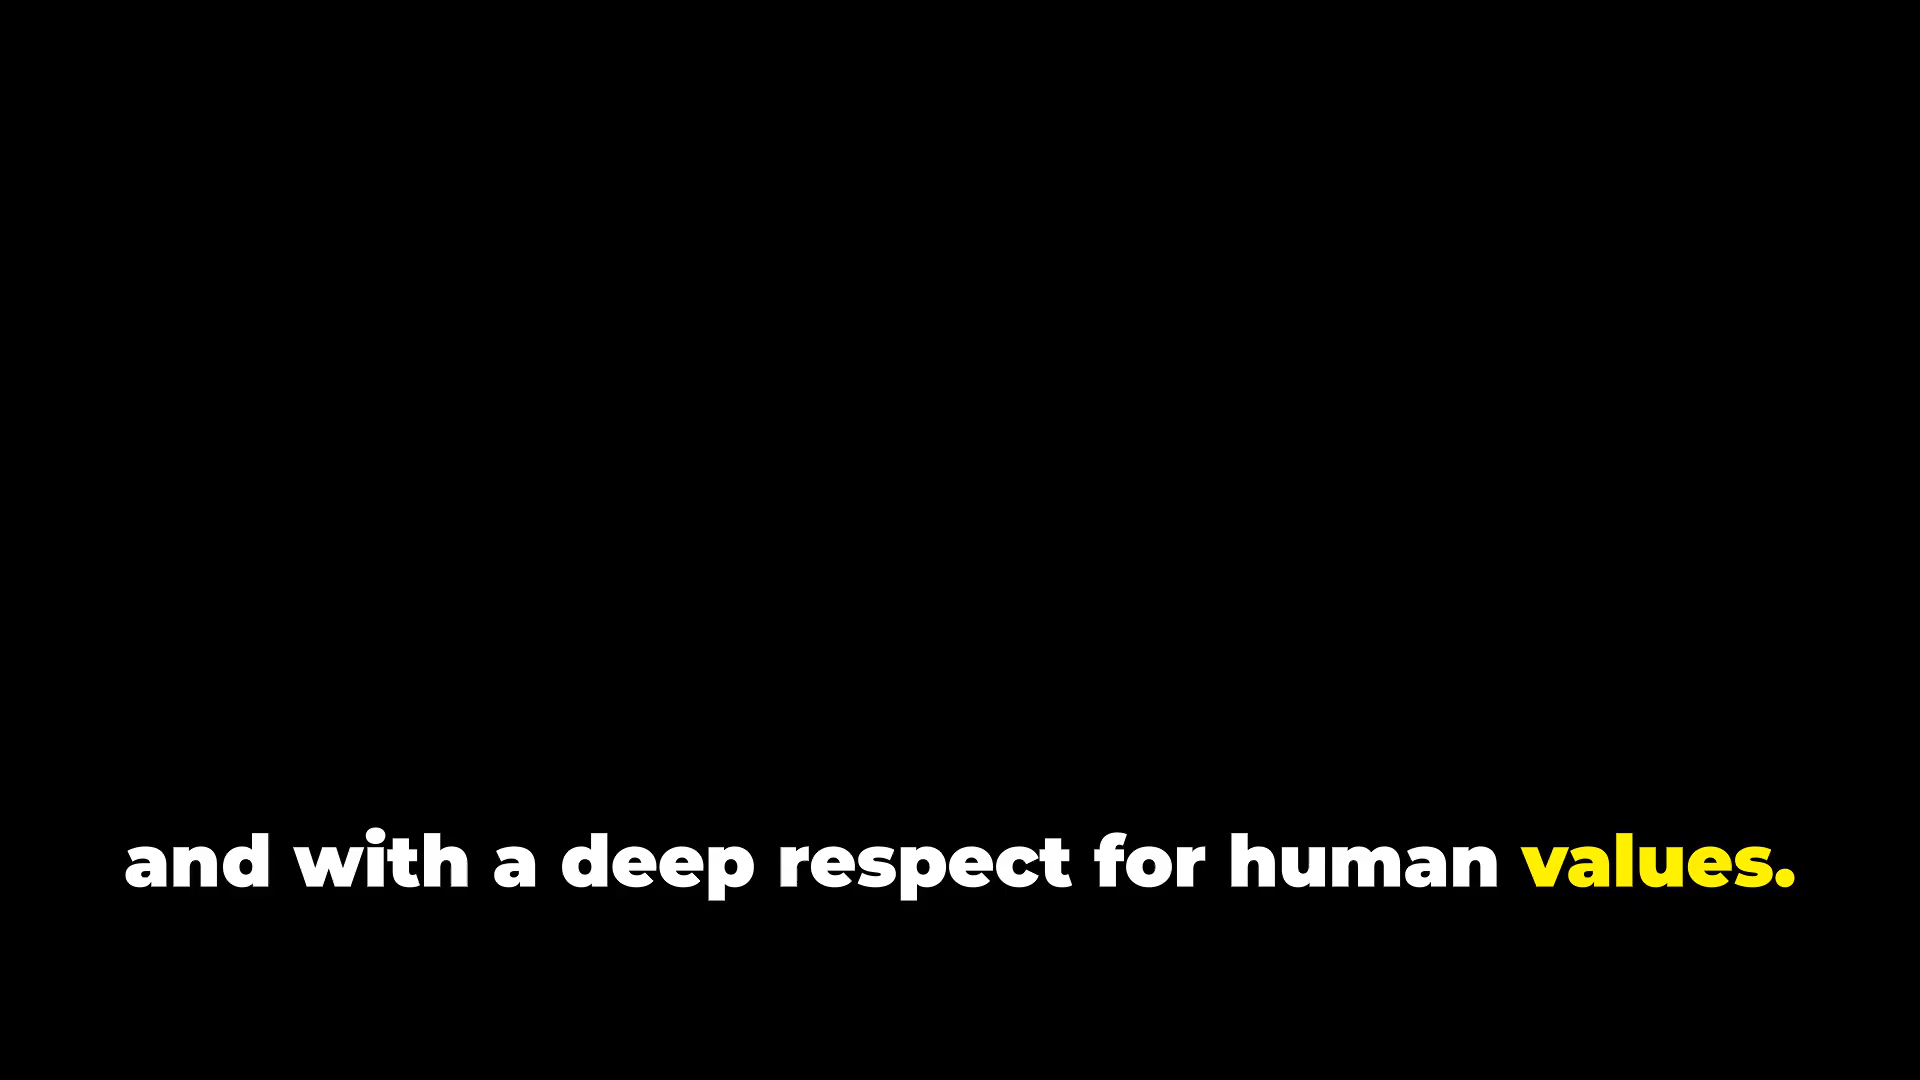 and with a deep respect for human values.